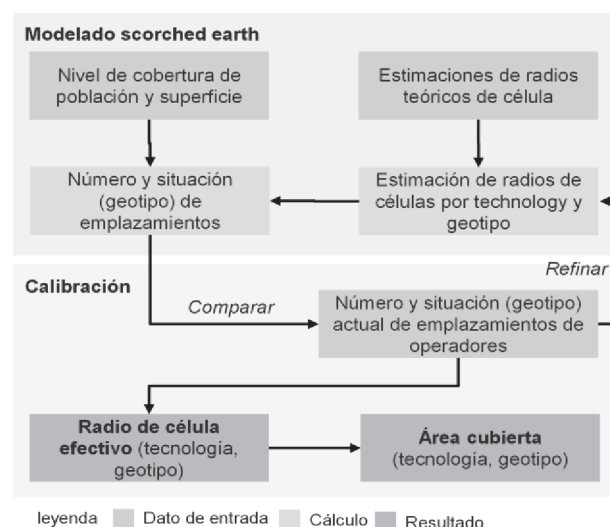 Modelado scorched earth
Nivel de cobertura de
población y superficie
Estimaciones de radios
teóricos de célula
Número y situación
(geotipo) de
emplazamientos
Estimación de radios de
células por technology y
geotipo
Refinar
Calibración
Comparar
Número y situación (geotipo)
actual de emplazamientos de
operadores
Radio de célula
efectivo (tecnología,
geotipo)
Área cubierta
(tecnología, geotipo)
leyenda Dato de entrada Cálculo Resultado